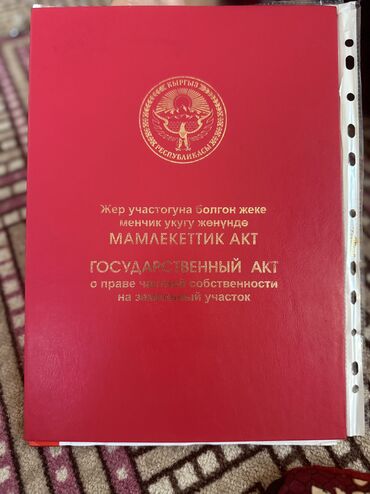 КЫРГЫЗ
РЕСПУБЛИКАСЫ
Жер участогуна болгон жеке
менчик укугу жөнүндө
МАМЛЕКЕТТИК АКТ
ГОСУДАРСТВЕННЫЙ АКТ
о праве частной собственности
на земельный участок